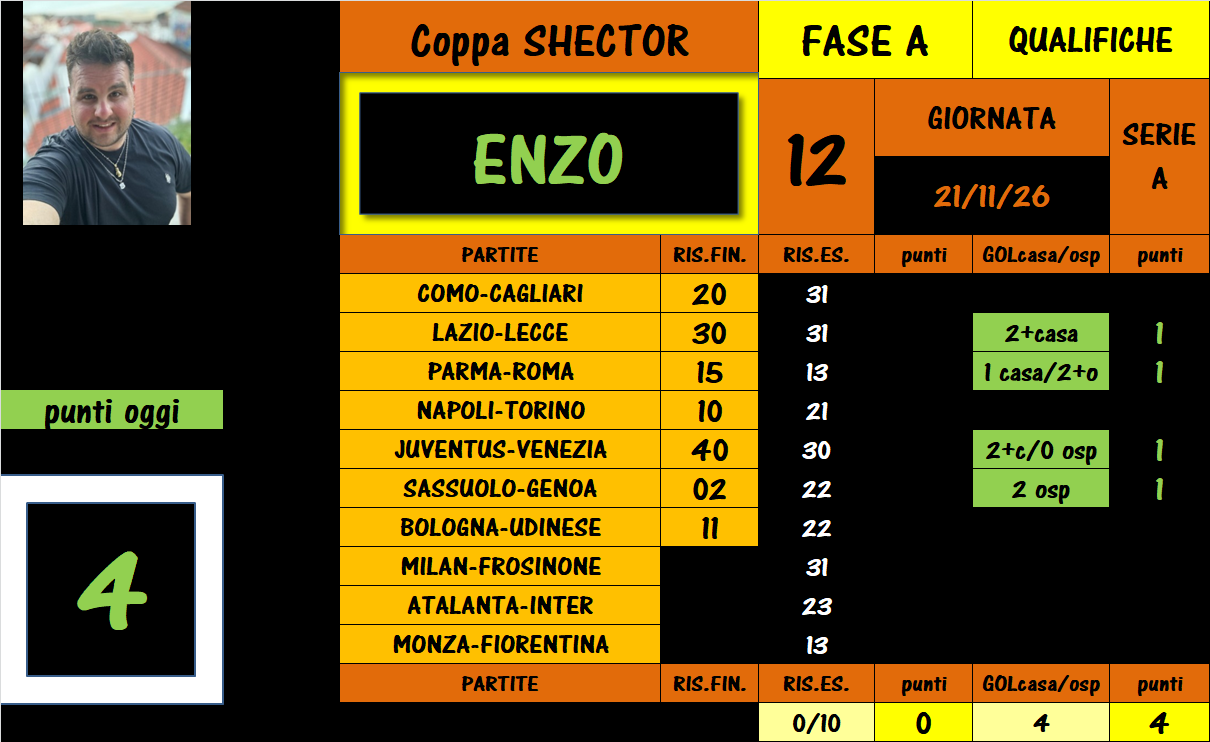 Coppa SHECTOR FASE A QUALIFICHE
ENZO 12 GIORNATA SERIE
A
21/11/26
PARTITE RIS.FIN. RIS.ES. punti GOLcasa/osp punti
COMO-CAGLIARI 20 31
LAZIO-LECCE 30 31 2+casa 1
PARMA-ROMA 15 13 1 casa/2+o 1
NAPOLI-TORINO 10 21
punti oggi
JUVENTUS-VENEZIA 40 30 2+c/0 osp 1
SASSUOLO-GENOA 02 22 2 osp 1
BOLOGNA-UDINESE 11 22
4
MILAN-FROSINONE 31
ATALANTA-INTER 23
MONZA-FIORENTINA 13
PARTITE RIS.FIN. RIS.ES. punti GOLcasa/osp punti
0/10 0 4 4